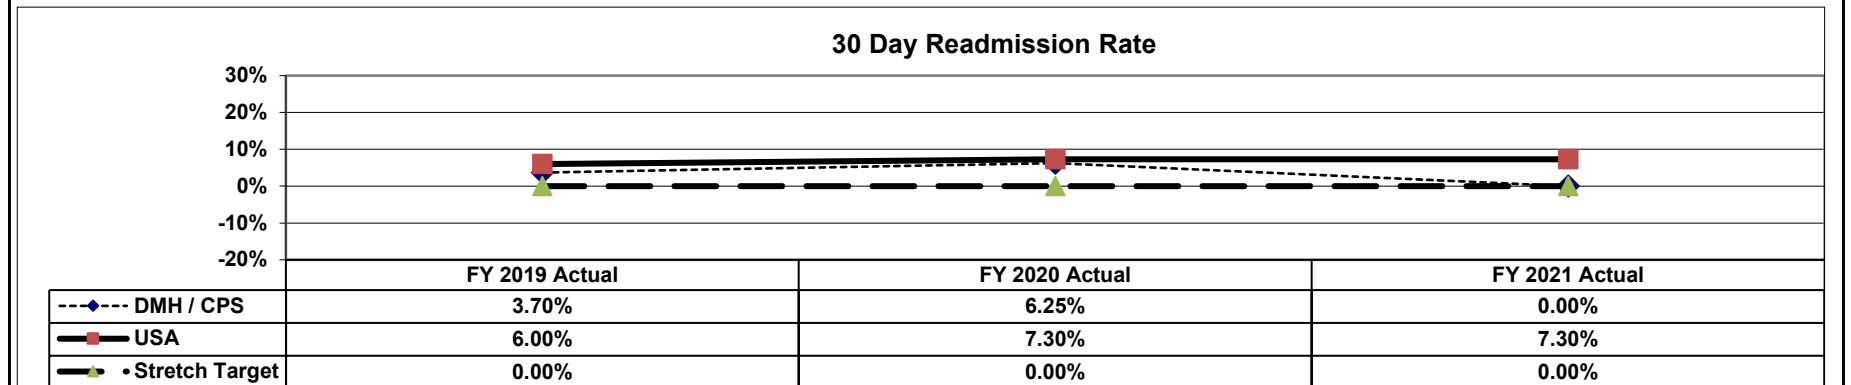 30 Day Readmission Rate
30%
20%
10%
0%
-10%
-20%
FY 2019 Actual FY 2020 Actual FY 2021 Actual
DMH / CPS 3.70% 6.25% 0.00%
USA 6.00% 7.30% 7.30%
Stretch Target 0.00% 0.00% 0.00%